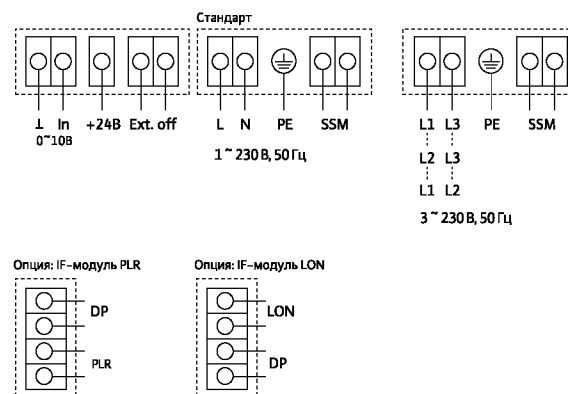 Стандарт
⊥ In +24В Ext. off L N PE SSM L1 L3 PE SSM
0~10В
1 ~ 230 В, 50 Гц
L2 L3
L1 L2
3 ~ 230 В, 50 Гц
Опция: IF-модуль PLR
DP
PLR
Опция: IF-модуль LON
LON
DP